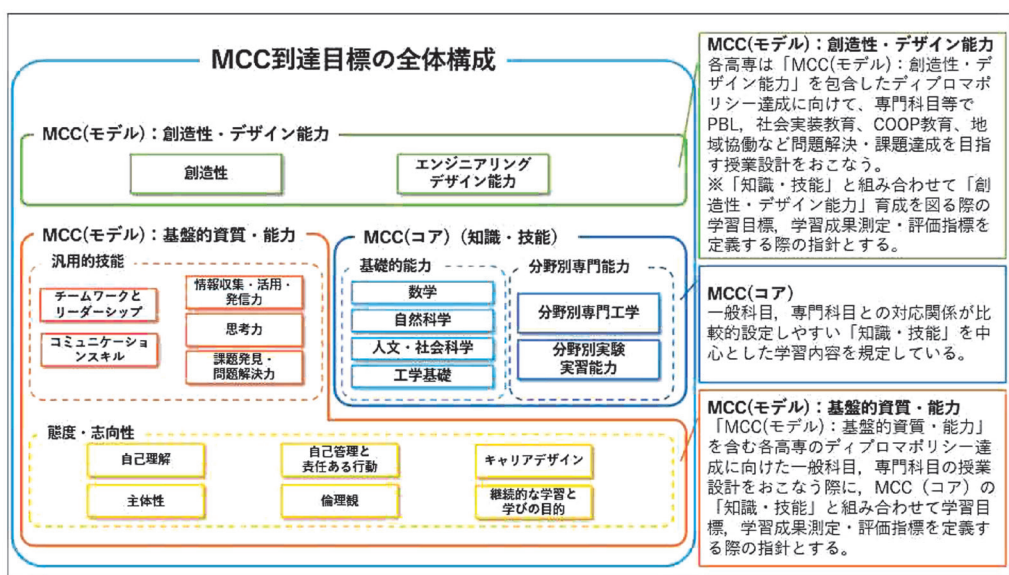 MCC到達目標の全体構成
MCC(モデル)：創造性・デザイン能力
創造性
エンジニアリング
デザイン能力
MCC(モデル)：基盤的資質・能力
汎用的技能
チームワークと
リーダーシップ
コミュニケーショ
ンスキル
情報収集・活用・
発信力
思考力
課題発見・
問題解決力
MCC(コア)（知識・技能）
基礎的能力
数学
自然科学
人文・社会科学
工学基礎
分野別専門能力
分野別専門工学
分野別実験
実習能力
態度・志向性
自己理解
自己管理と
責任ある行動
キャリアデザイン
主体性
倫理観
継続的な学習と
学びの目的
MCC(モデル)：創造性・デザイン能力
各高専は「MCC(モデル)：創造性・デ
ザイン能力」を包含したディプロマポ
リシー達成に向けて、専門科目等で
PBL，社会実装教育、COOP教育、地
域協働など問題解決・課題達成を目指
す授業設計をおこなう。
※「知識・技能」と組み合わせて「創
造性・デザイン能力」育成を図る際の
学習目標，学習成果測定・評価指標を
定義する際の指針とする。
MCC(コア)
一般科目，専門科目との対応関係が比
較的設定しやすい「知識・技能」を中
心とした学習内容を規定している。
MCC(モデル)：基盤的資質・能力
「MCC(モデル)：基盤的資質・能力」
を含む各高専のディプロマポリシー達
成に向けた一般科目，専門科目の授業
設計をおこなう際に，MCC（コア）の
「知識・技能」と組み合わせて学習目
標，学習成果測定・評価指標を定義す
る際の指針とする。